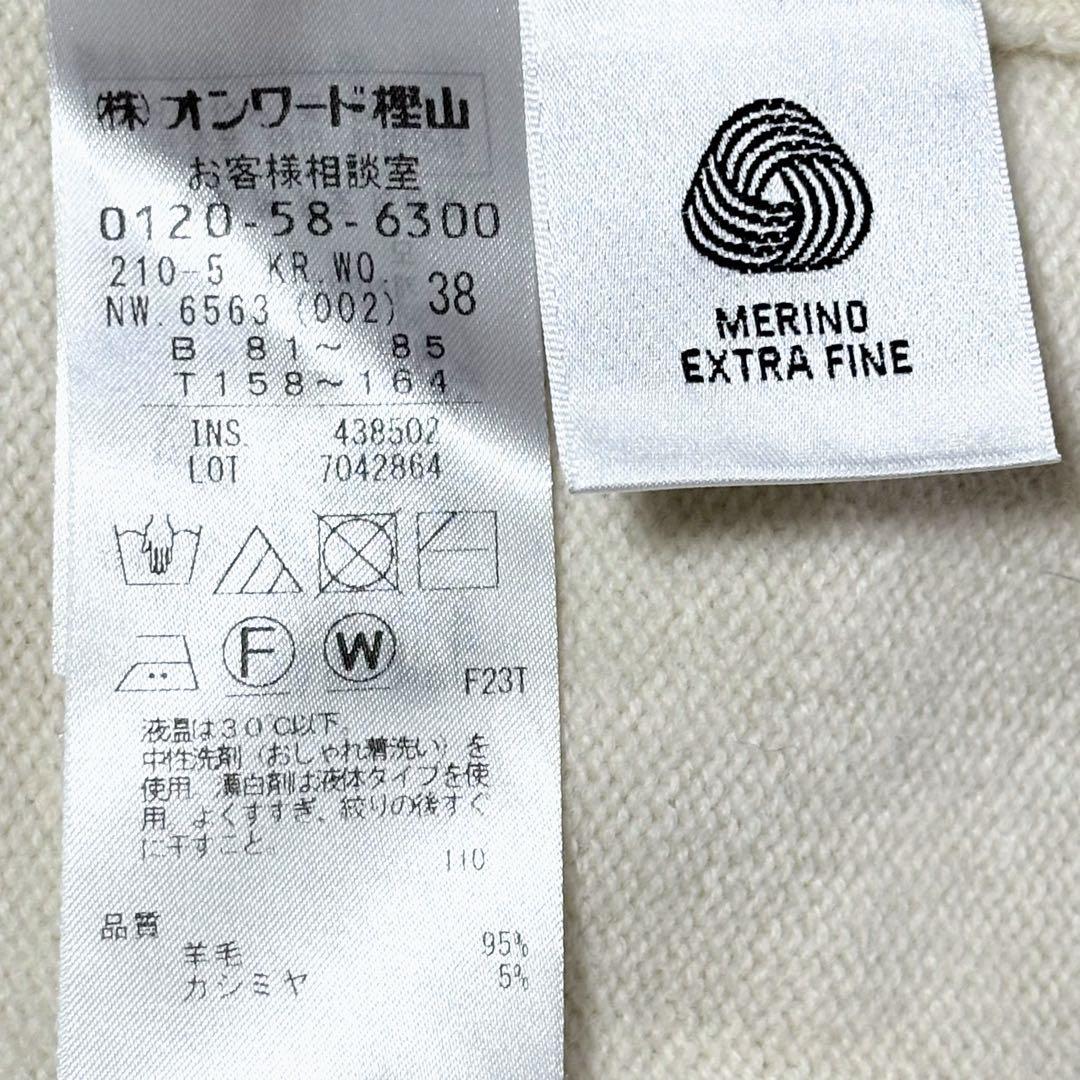 (株)オンワード樫山
お客様相談室
0120-58-6300
210-5 KR.WO.
NW.6563 (002) 38
B 81～ 85
T158～164
INS. 438502
LOT 7042864
F
W
F23T
液温は30℃以下、
中性洗剤（おしゃれ着洗い）を
使用。漂白剤は液体タイプを使
用。よくすすぎ、絞りの後すぐ
に干すこと。
110
品質
羊毛 95%
カシミヤ 5%
MERINO
EXTRA FINE